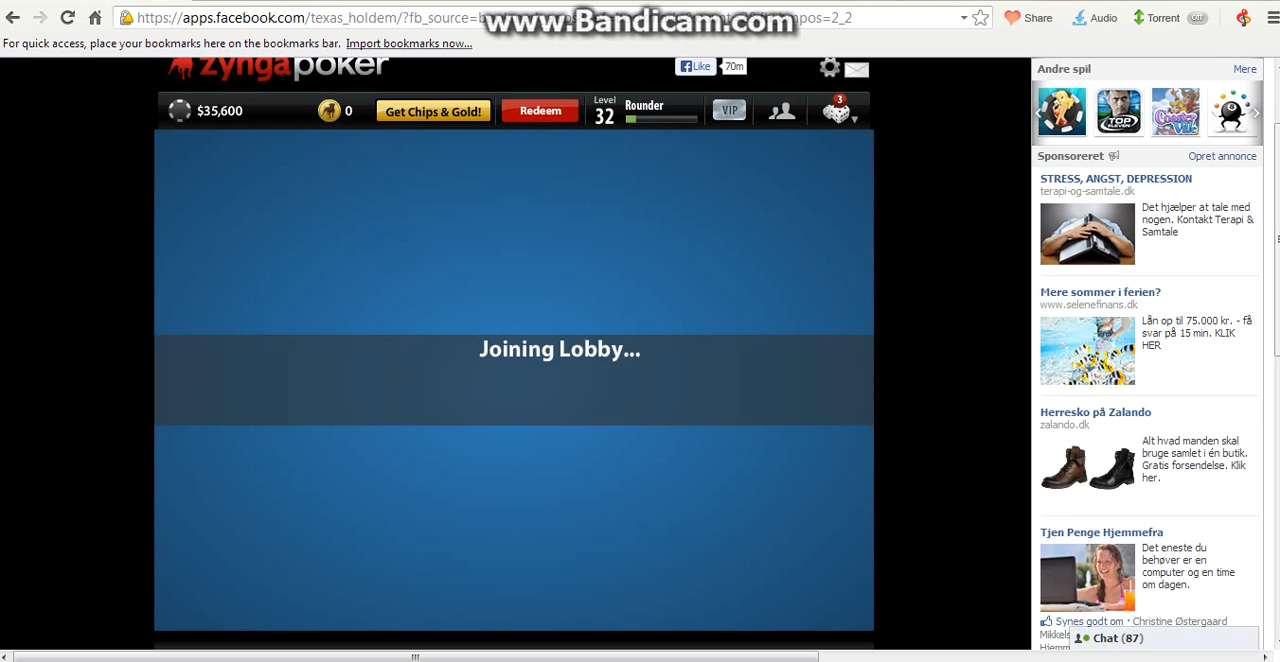 https://apps.facebook.com/texas_holdem/?fb_source=
=2_2
www.Bandicam.com
Share
Audio
Torrent
off
For quick access, place your bookmarks here on the bookmarks bar. Import bookmarks now...
zyngapoker
Like
70m
$35,600
0
Get Chips & Gold!
Redeem
Level
32
Rounder
VIP
3
Joining Lobby...
Andre spil
Mere
TOP ELEVEN
Sponsoreret
Opret annonce
STRESS, ANGST, DEPRESSION
terapi-og-samtale.dk
Det hjælper at tale med
nogen. Kontakt Terapi &
Samtale
Mere sommer i ferien?
www.selenefinans.dk
Lån op til 75.000 kr. - få
svar på 15 min. KLIK
HER
Herresko på Zalando
zalando.dk
Alt hvad manden skal
bruge samlet i én butik.
Gratis forsendelse. Klik
her.
Tjen Penge Hjemmefra
Det eneste du
behøver er en
computer og en time
om dagen.
Synes godt om · Christine Østergaard
Chat (87)